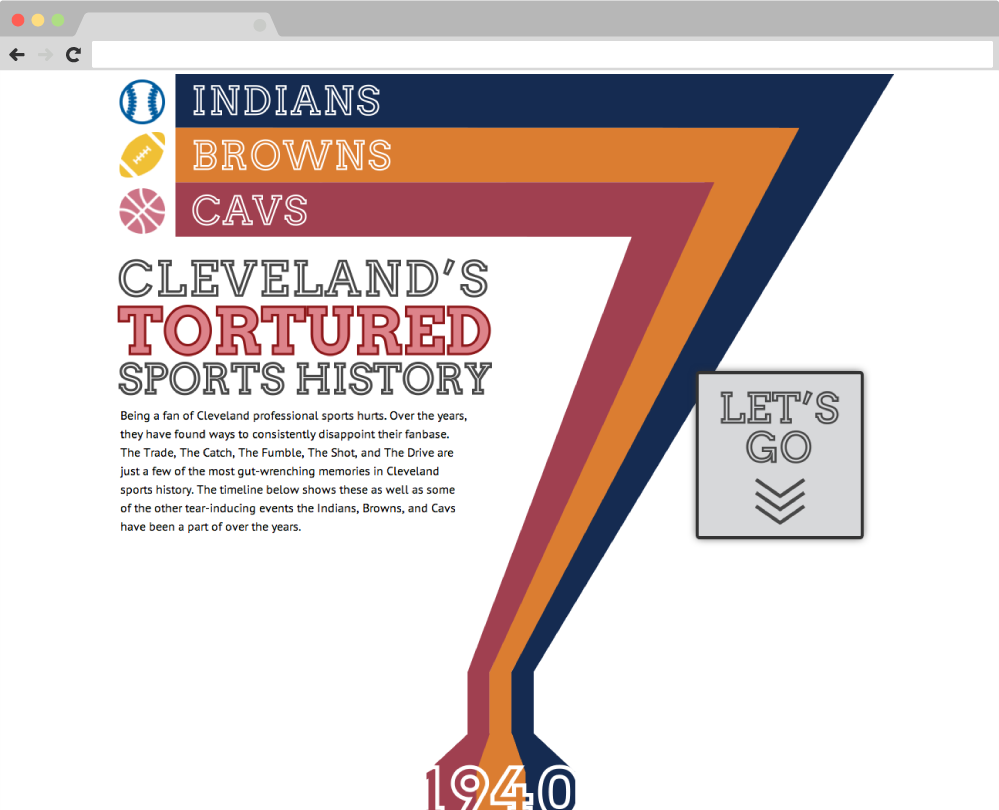 INDIANS
BROWNS
CAVS
CLEVELAND'S
TORTURED
SPORTS HISTORY
Being a fan of Cleveland professional sports hurts. Over the years,
they have found ways to consistently disappoint their fanbase.
The Trade, The Catch, The Fumble, The Shot, and The Drive are
just a few of the most gut-wrenching memories in Cleveland
sports history. The timeline below shows these as well as some
of the other tear-inducing events the Indians, Browns, and Cavs
have been a part of over the years.
LET'S
GO
1940